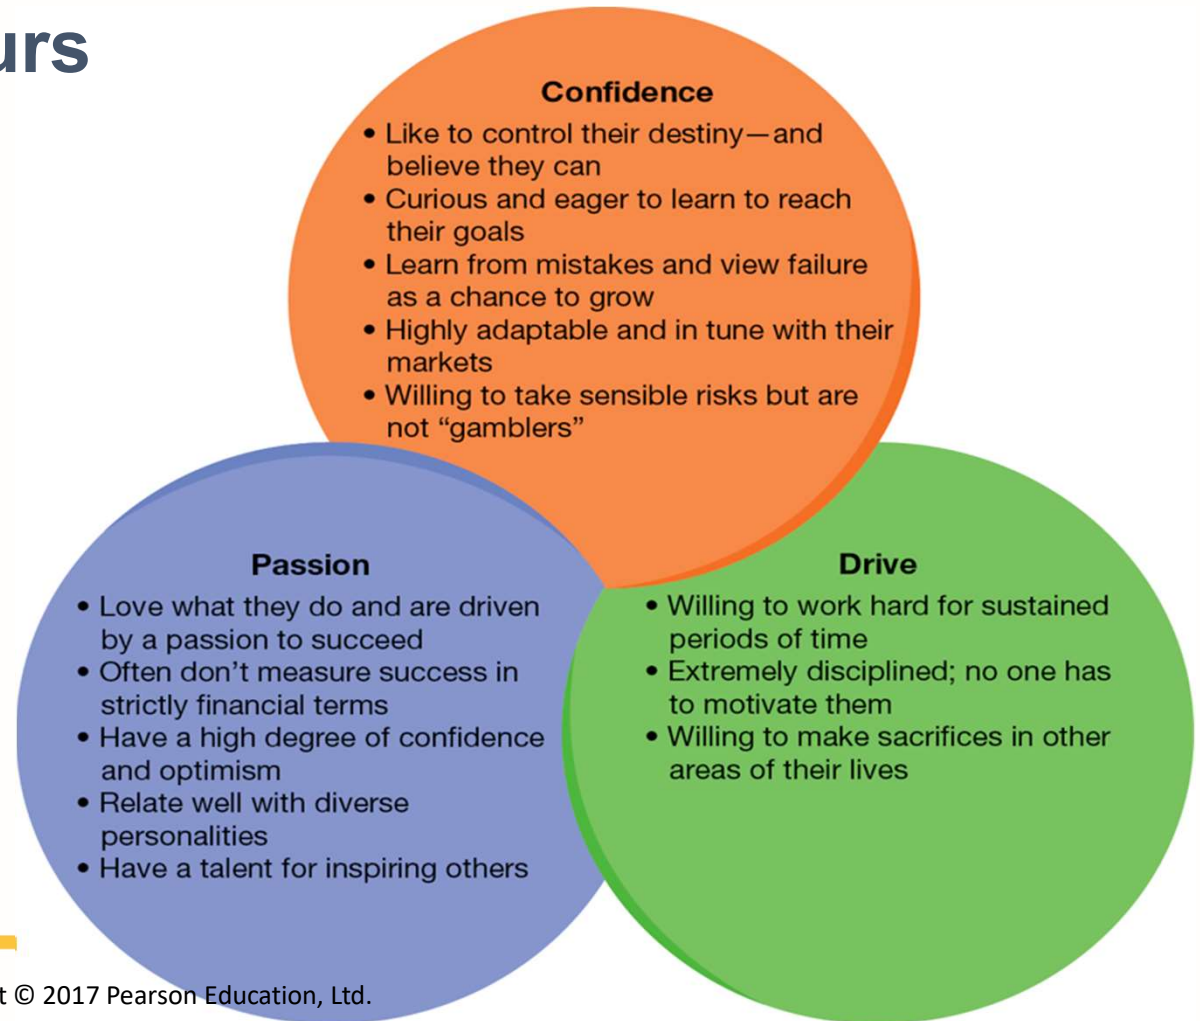 urs
Confidence
• Like to control their destiny—and
believe they can
• Curious and eager to learn to reach
their goals
• Learn from mistakes and view failure
as a chance to grow
• Highly adaptable and in tune with their
markets
• Willing to take sensible risks but are
not “gamblers”
Passion
• Love what they do and are driven
by a passion to succeed
• Often don’t measure success in
strictly financial terms
• Have a high degree of confidence
and optimism
• Relate well with diverse
personalities
• Have a talent for inspiring others
Drive
• Willing to work hard for sustained
periods of time
• Extremely disciplined; no one has
to motivate them
• Willing to make sacrifices in other
areas of their lives
t © 2017 Pearson Education, Ltd.